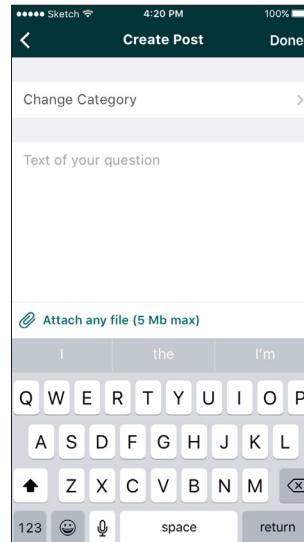 Sketch 4:20 PM 100%
Create Post Done
Change Category
Text of your question
Attach any file (5 Mb max)
I the I'm
Q W E R T Y U I O P
A S D F G H J K L
Z X C V B N M
123 space return